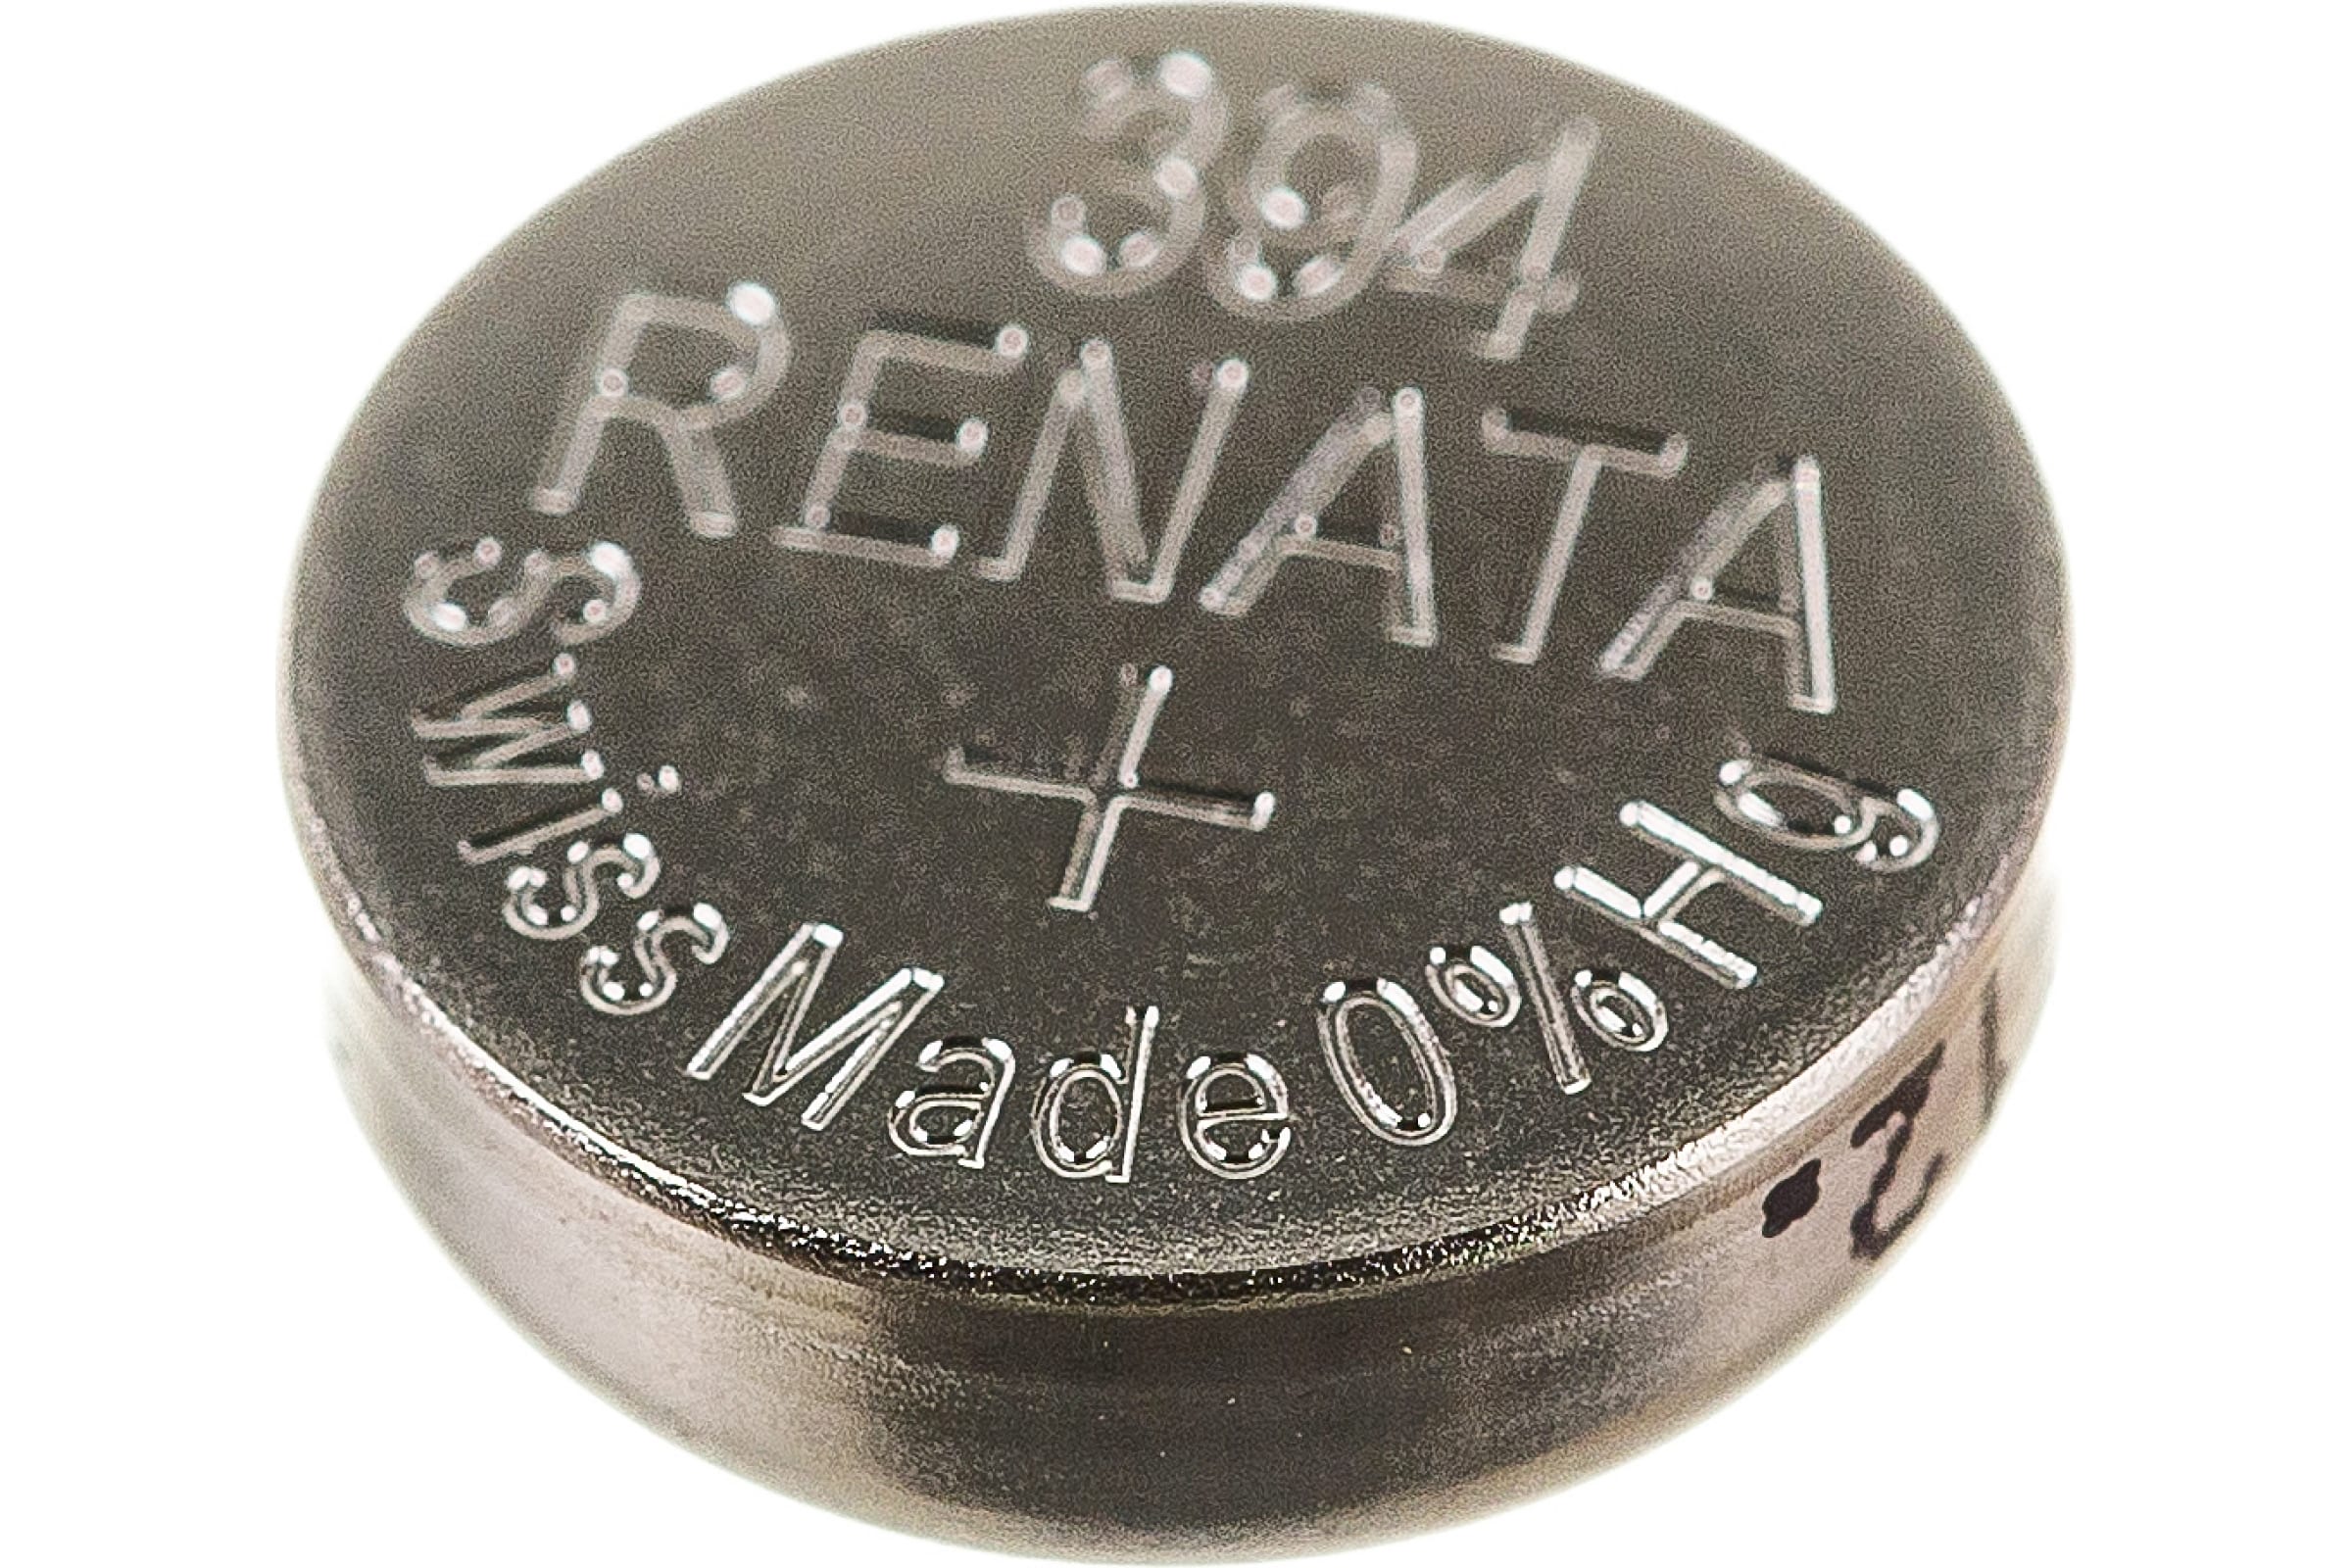 394
RENATA
+
Swiss Made 0%Hg